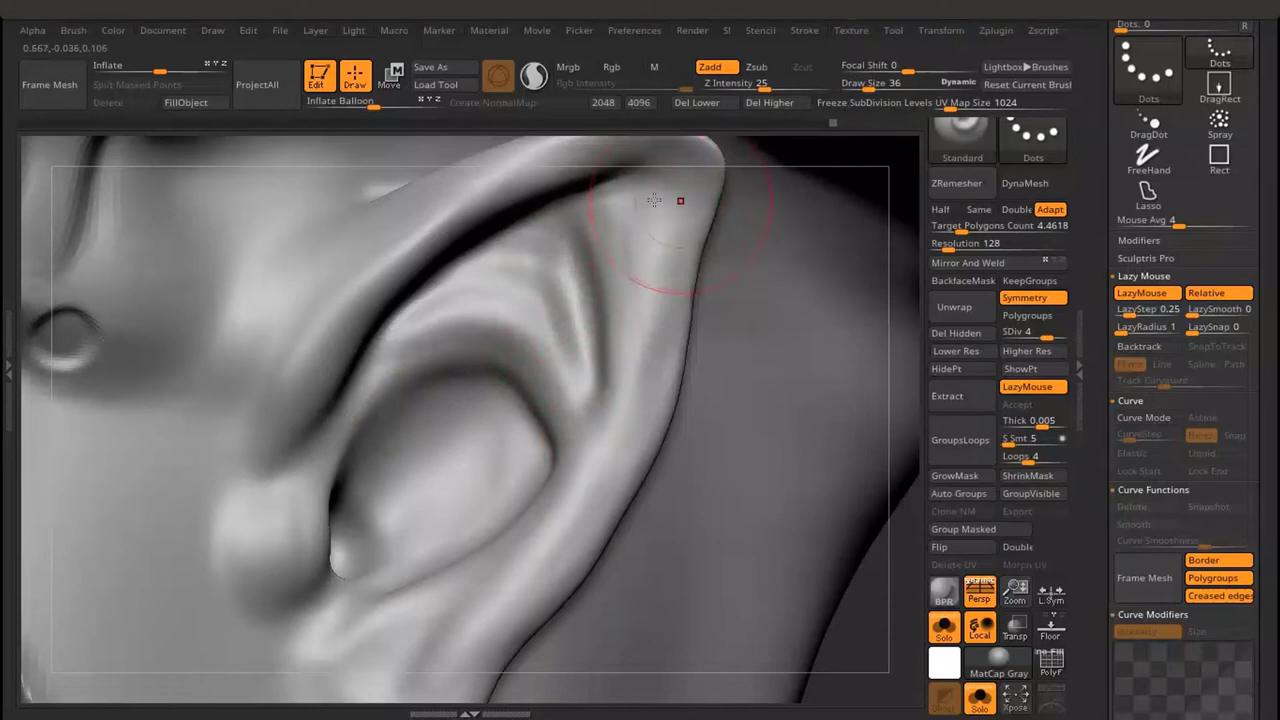 Alpha Brush Color Document Draw Edit File Layer Light Macro Marker Material Movie Picker Preferences Render S! Stencil Stroke Texture Tool Transform Zplugin Zscript
0.567,-0.036,0.106
Inflate
Split Masked Points
Delete FillObject
Frame Mesh
ProjectAll
Inflate Balloon
Edit Draw Move
Save As
Load Tool
Create NormalMap
Mrgb Rgb M
Rgb Intensity
2048 4096
Zadd Zsub Zcut
Z Intensity 25
Del Lower Del Higher
Focal Shift 0
Draw Size 36 Dynamic
Freeze SubDivision Levels UV Map Size 1024
Lightbox▶Brushes
Reset Current Brush
Standard Dots
ZRemesher DynaMesh
Half Same Double Adapt
Target Polygons Count 4.4618
Resolution 128
Mirror And Weld
BackfaceMask KeepGroups
Unwrap Symmetry
Polygroups
Del Hidden SDiv 4
Lower Res Higher Res
HidePt ShowPt
Extract LazyMouse
Accept
Thick 0.005
GroupsLoops S Smt 5
Loops 4
GrowMask ShrinkMask
Auto Groups GroupVisible
Clone NM Export
Group Masked
Flip Double
Delete UV Morph UV
BPR dynamic Persp Zoom L.Sym
Solo Local Transp Floor
MatCap Gray PolyF
Ghost Solo Xpose
Dots. 0 R
Dots Dots
DragRect
DragDot Spray
FreeHand Rect
Lasso
Mouse Avg 4
Modifiers
Sculptris Pro
Lazy Mouse
LazyMouse Relative
LazyStep 0.25 LazySmooth 0
LazyRadius 1 LazySnap 0
Backtrack SnapToTrack
Line Spline Path
Track Curvature
Curve
Curve Mode AsLine
CurveStep Bend Snap
Elastic Liquid
Lock Start Lock End
Curve Functions
Delete Snapshot
Smooth
Curve Smoothness
Frame Mesh Border
Polygroups
Creased edges
Curve Modifiers
Intensity Size